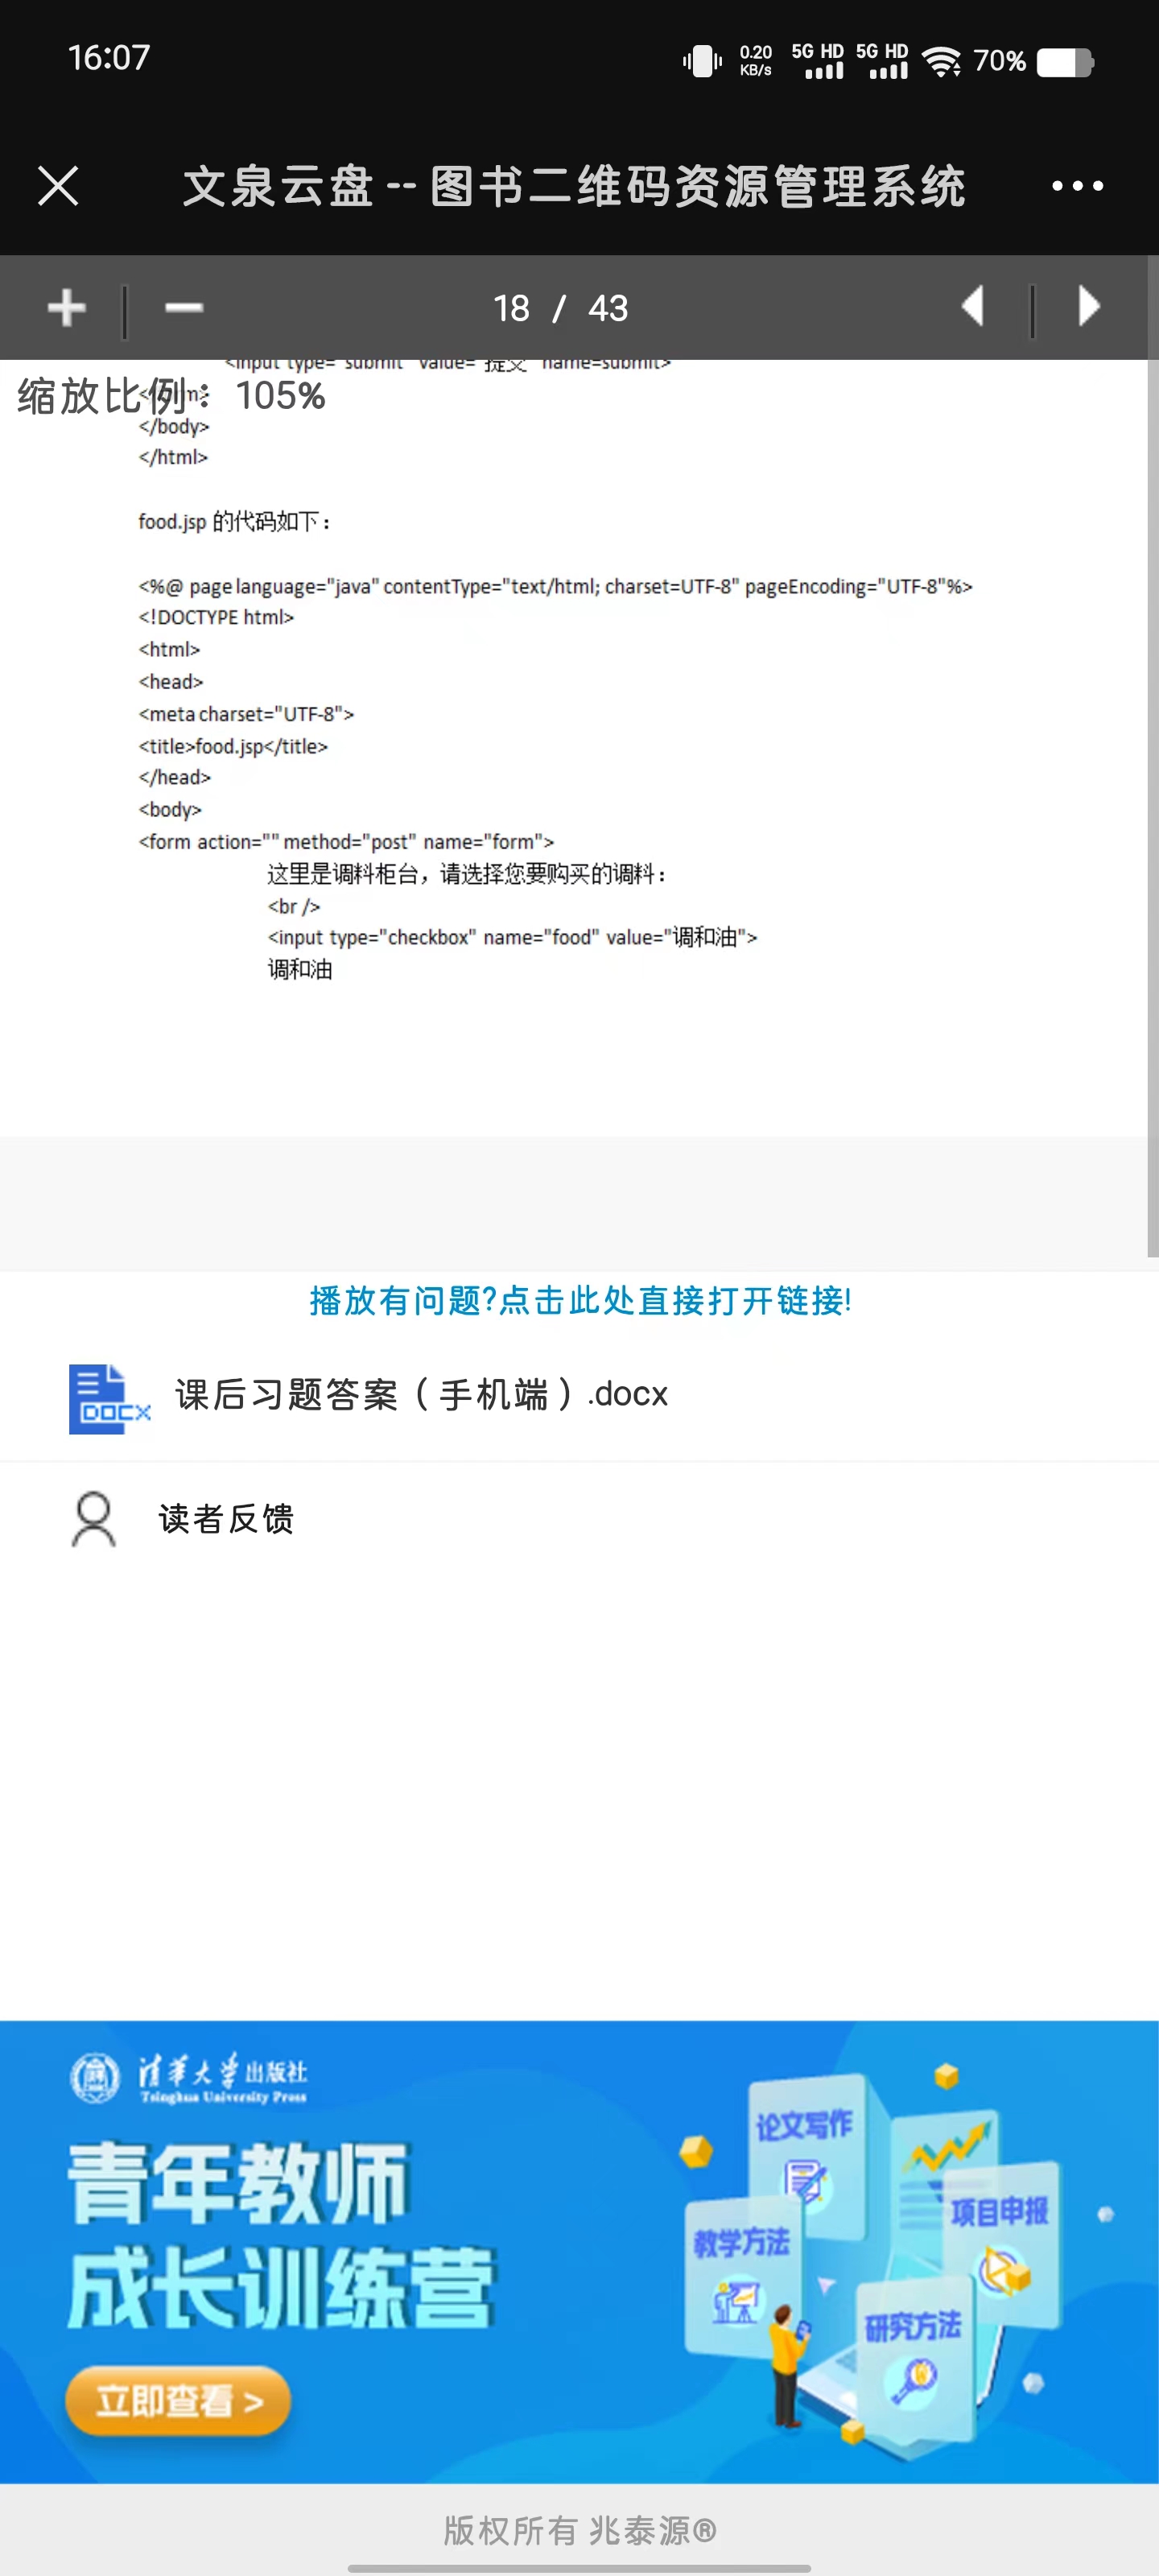 16:07
0.20 KB/s 5G HD 5G HD 70%
文泉云盘 -- 图书二维码资源管理系统
18 / 43
<input type="submit" value="提交" name=submit>
缩放比例：105%
</body>
</html>
food.jsp 的代码如下：
<%@ page language="java" contentType="text/html; charset=UTF-8" pageEncoding="UTF-8"%>
<!DOCTYPE html>
<html>
<head>
<meta charset="UTF-8">
<title>food.jsp</title>
</head>
<body>
<form action="" method="post" name="form">
这里是调料柜台，请选择您要购买的调料：
<br />
<input type="checkbox" name="food" value="调和油">
调和油
播放有问题?点击此处直接打开链接!
DOCX 课后习题答案（手机端）.docx
读者反馈
清华大学出版社
Tsinghua University Press
青年教师
成长训练营
立即查看 >
论文写作
项目申报
教学方法
研究方法
版权所有 兆泰源®